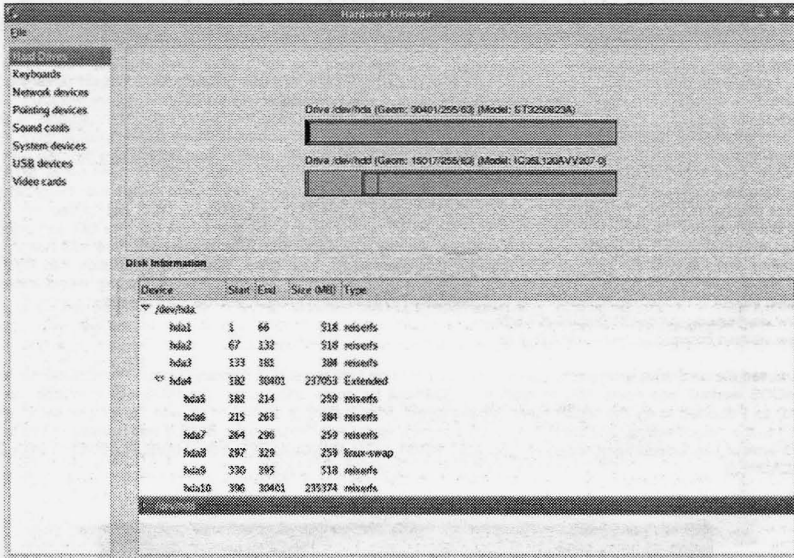 Hardware Browser
File
Hard Drives
Keyboards
Network devices
Pointing devices
Sound cards
System devices
USB devices
Video cards
Drive /dev/hda (Geom: 30401/255/63) (Model: ST3250823A)
Drive /dev/hdd (Geom: 15017/255/63) (Model: IC35L120AVV207-0)
Disk Information
Device Start End Size (MB) Type
/dev/hda
hda1 1 66 518 reiserfs
hda2 67 132 518 reiserfs
hda3 133 181 384 reiserfs
hda4 182 30401 237053 Extended
hda5 182 214 259 reiserfs
hda6 215 263 384 reiserfs
hda7 264 296 259 reiserfs
hda8 297 329 259 linux-swap
hda9 330 395 518 reiserfs
hda10 396 30401 235374 reiserfs
/dev/hdd